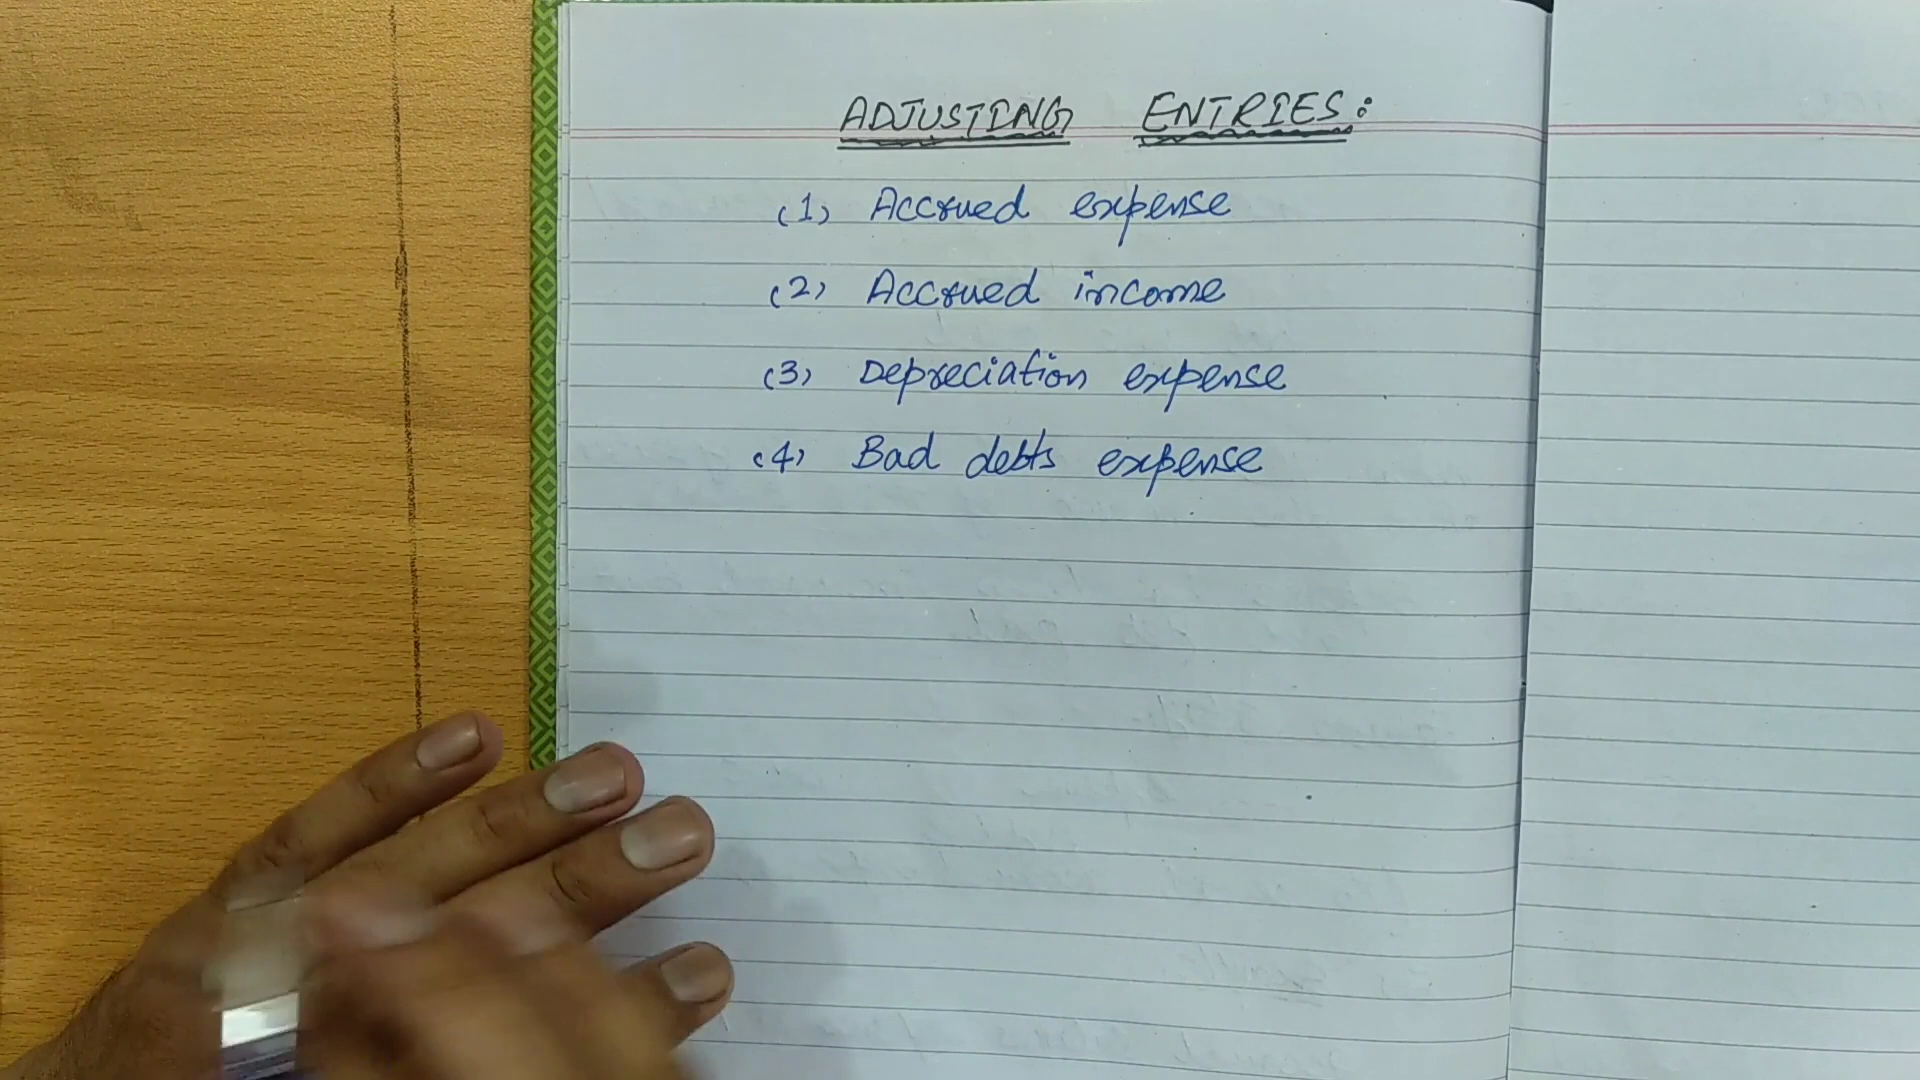 ADJUSTING ENTRIES:
(1) Accrued expense
(2) Accrued income
(3) Depreciation expense
(4) Bad debts expense